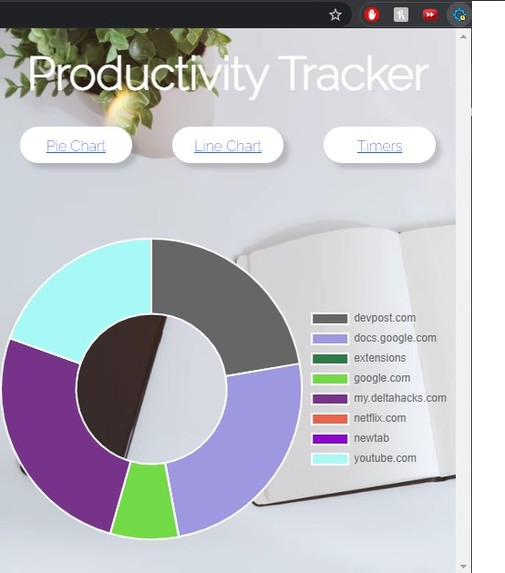 Productivity Tracker
Pie Chart
Line Chart
Timers
devpost.com
docs.google.com
extensions
google.com
my.deltahacks.com
netflix.com
newtab
youtube.com